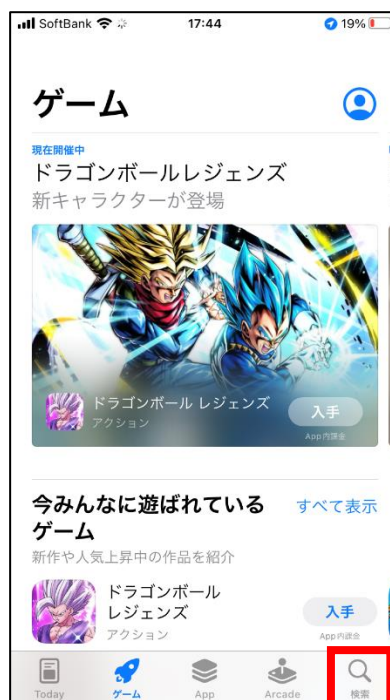 SoftBank 17:44 19%
ゲーム
現在開催中
ドラゴンボールレジェンズ
新キャラクターが登場
ドラゴンボール レジェンズ
アクション
入手
App内課金
今みんなに遊ばれている
ゲーム
すべて表示
新作や人気上昇中の作品を紹介
ドラゴンボール
レジェンズ
アクション
入手
App内課金
Today ゲーム App Arcade 検索